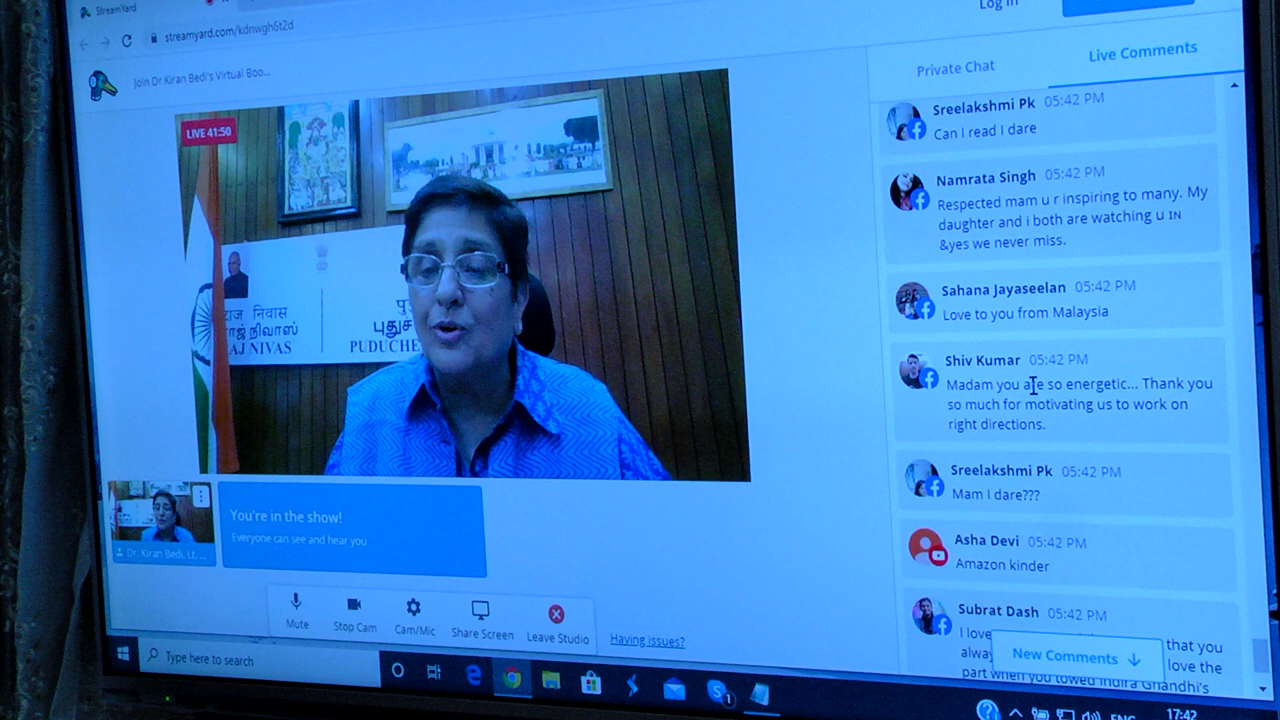 StreamYard
streamyard.com/kdnwgh6t2d
Log In
Join Dr Kiran Bedi's Virtual Boo...
Private Chat
Live Comments
LIVE 41:50
राज निवास
ராஜ் நிவாஸ்
RAJ NIVAS
पु
புதுச்
PUDUCHE
Sreelakshmi Pk 05:42 PM
Can I read I dare
Namrata Singh 05:42 PM
Respected mam u r inspiring to many. My
daughter and i both are watching u IN
&yes we never miss.
Sahana Jayaseelan 05:42 PM
Love to you from Malaysia
Shiv Kumar 05:42 PM
Madam you are so energetic... Thank you
so much for motivating us to work on
right directions.
Sreelakshmi Pk 05:42 PM
Mam I dare???
Asha Devi 05:42 PM
Amazon kinder
Subrat Dash 05:42 PM
I love that you
alway love the
part when you towed Indira Ghandhi's
New Comments
Dr. Kiran Bedi, Lt. ...
You're in the show!
Everyone can see and hear you
Mute
Stop Cam
Cam/Mic
Share Screen
Leave Studio
Having issues?
Type here to search
1
ENG
17:42